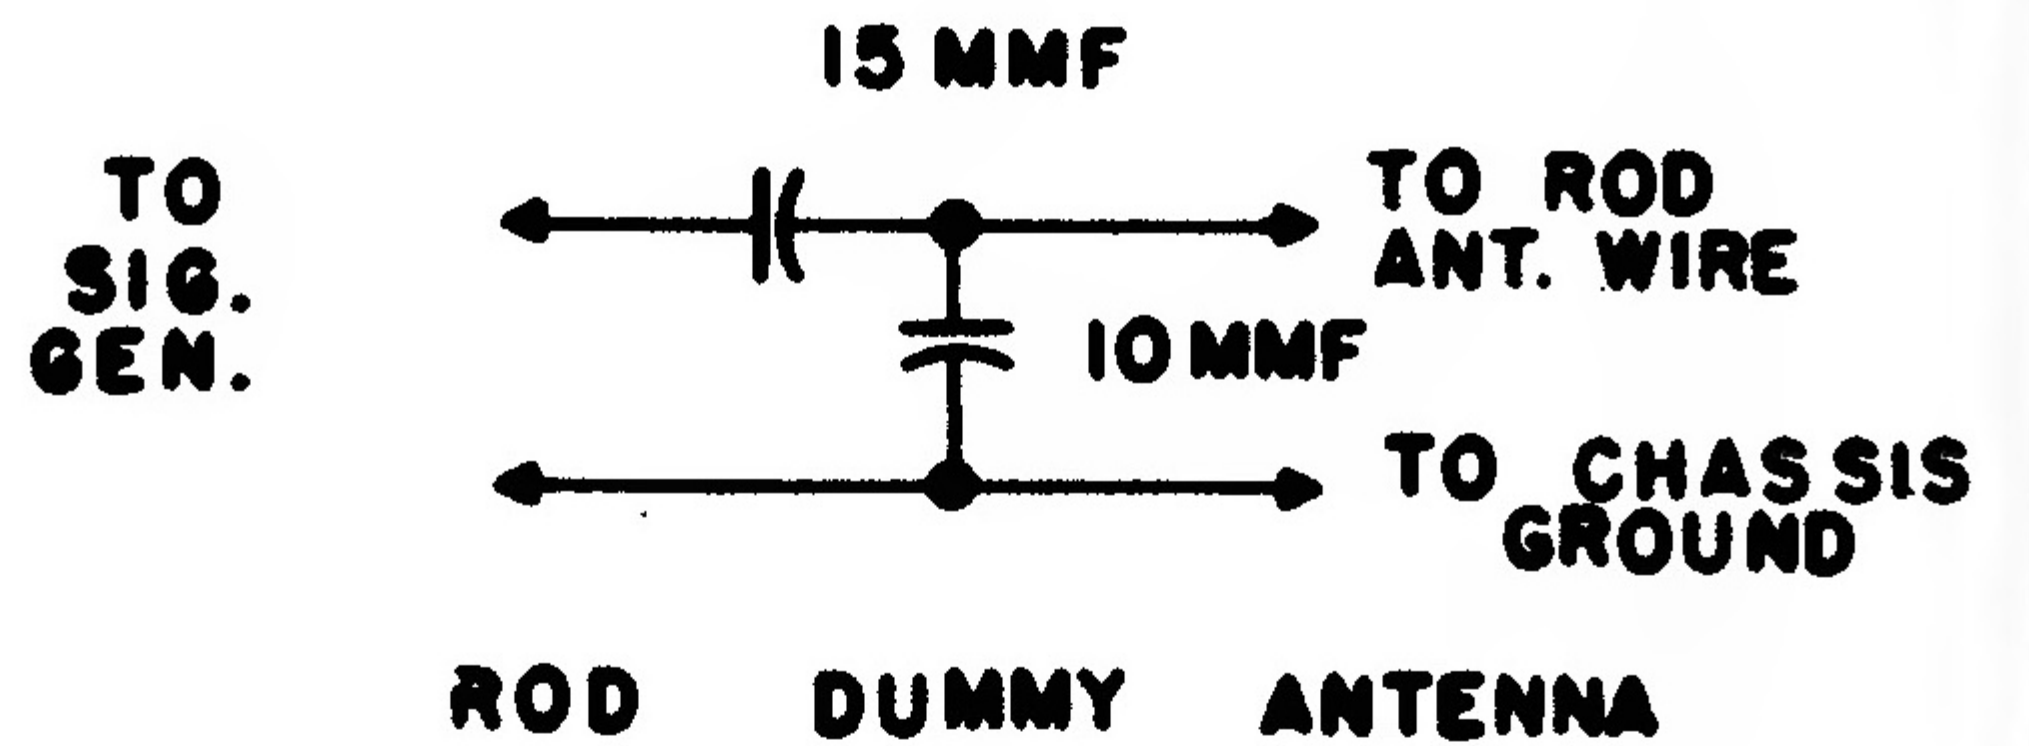 15 MMF
TO
SIG.
GEN.
TO ROD
ANT. WIRE
10 MMF
TO CHASSIS
GROUND
ROD DUMMY ANTENNA